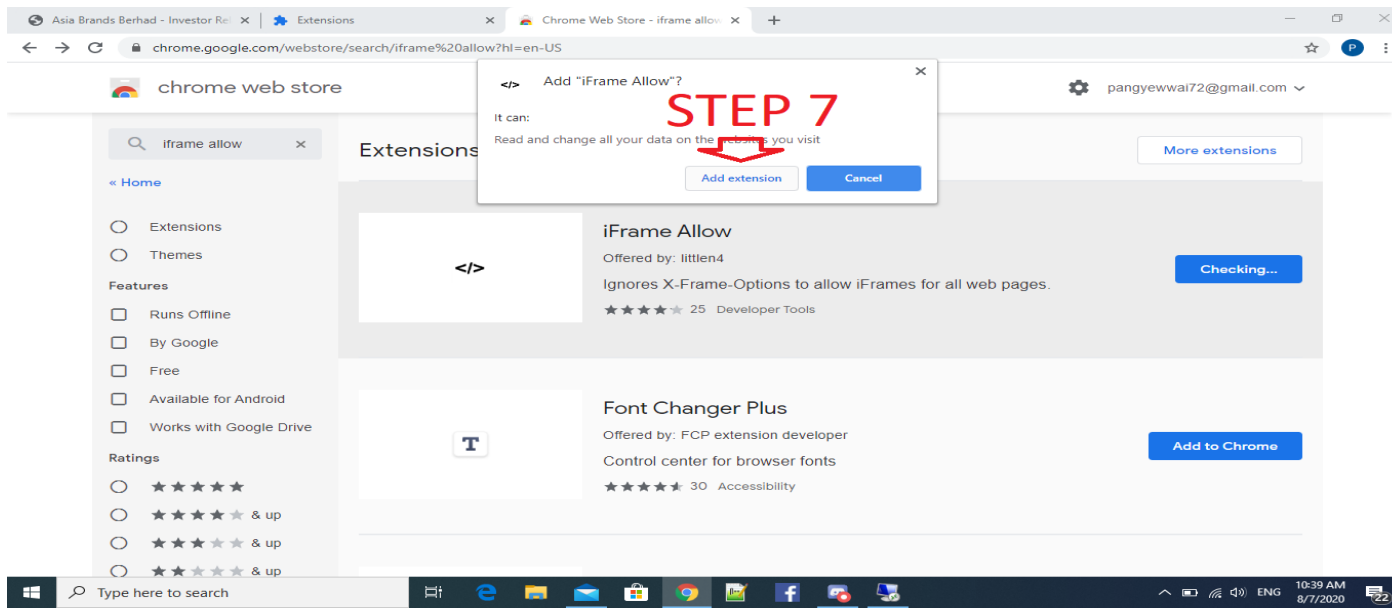 Asia Brands Berhad - Investor Rel
Extensions
Chrome Web Store - iframe allow
chrome.google.com/webstore/search/iframe%20allow?hl=en-US
P
chrome web store
pangyewwai72@gmail.com
Add "iFrame Allow"?
STEP 7
It can:
Read and change all your data on the websites you visit
Add extension
Cancel
iframe allow
« Home
Extensions
Themes
Features
Runs Offline
By Google
Free
Available for Android
Works with Google Drive
Ratings
& up
& up
& up
Extensions
More extensions
</>
iFrame Allow
Offered by: littlen4
Ignores X-Frame-Options to allow iFrames for all web pages.
25 Developer Tools
Checking...
T
Font Changer Plus
Offered by: FCP extension developer
Control center for browser fonts
30 Accessibility
Add to Chrome
Type here to search
ENG
10:39 AM
8/7/2020
22